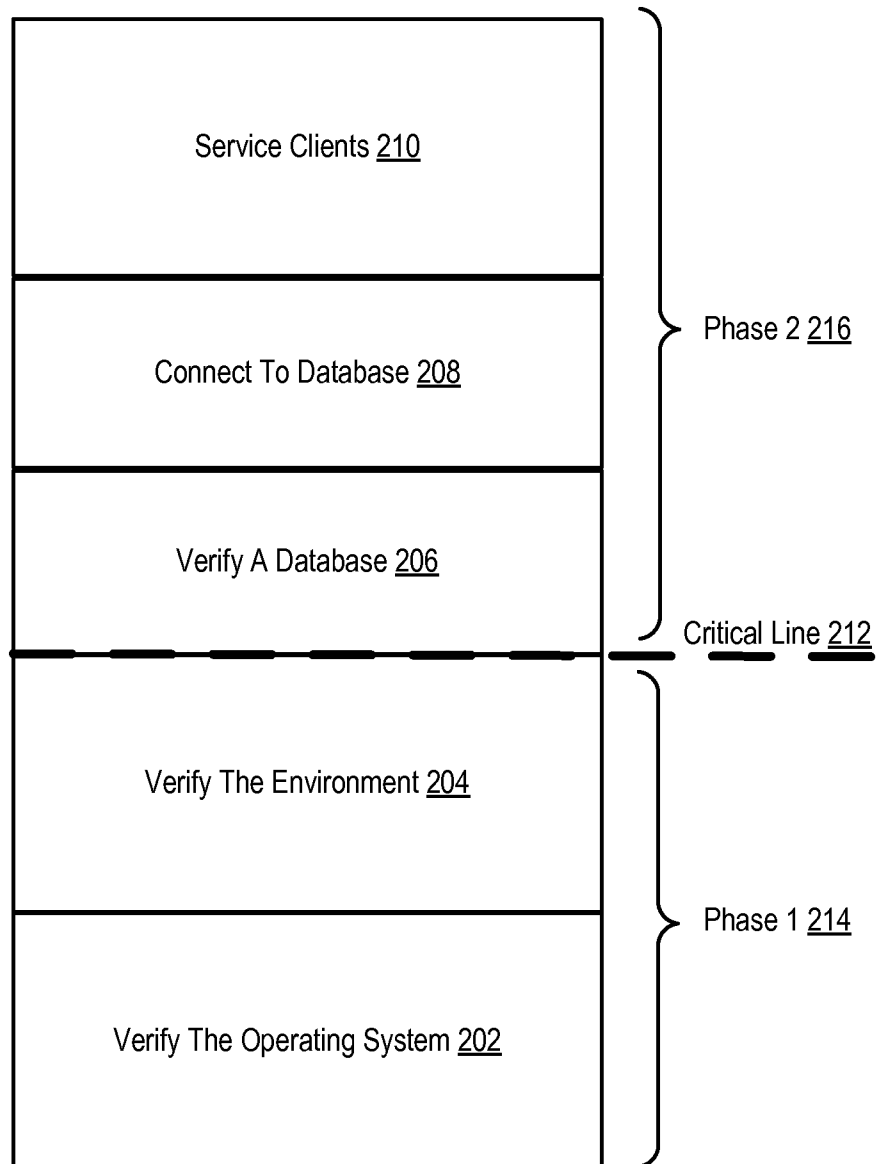 Service Clients 210
Phase 2 216
Connect To Database 208
Verify A Database 206
Critical Line 212
Verify The Environment 204
Phase 1 214
Verify The Operating System 202